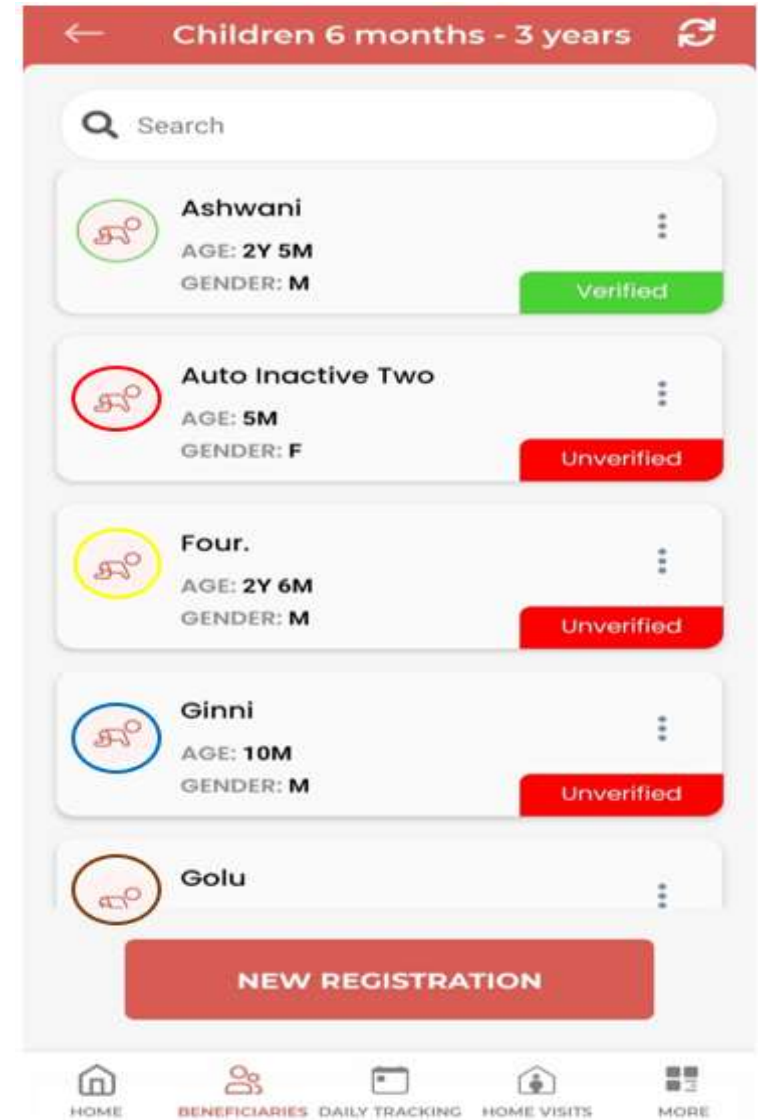 Children 6 months - 3 years
Search
Ashwani
AGE: 2Y 5M
GENDER: M
Verified
Auto Inactive Two
AGE: 5M
GENDER: F
Unverified
Four.
AGE: 2Y 6M
GENDER: M
Unverified
Ginni
AGE: 10M
GENDER: M
Unverified
Golu
NEW REGISTRATION
HOME BENEFICIARIES DAILY TRACKING HOME VISITS MORE